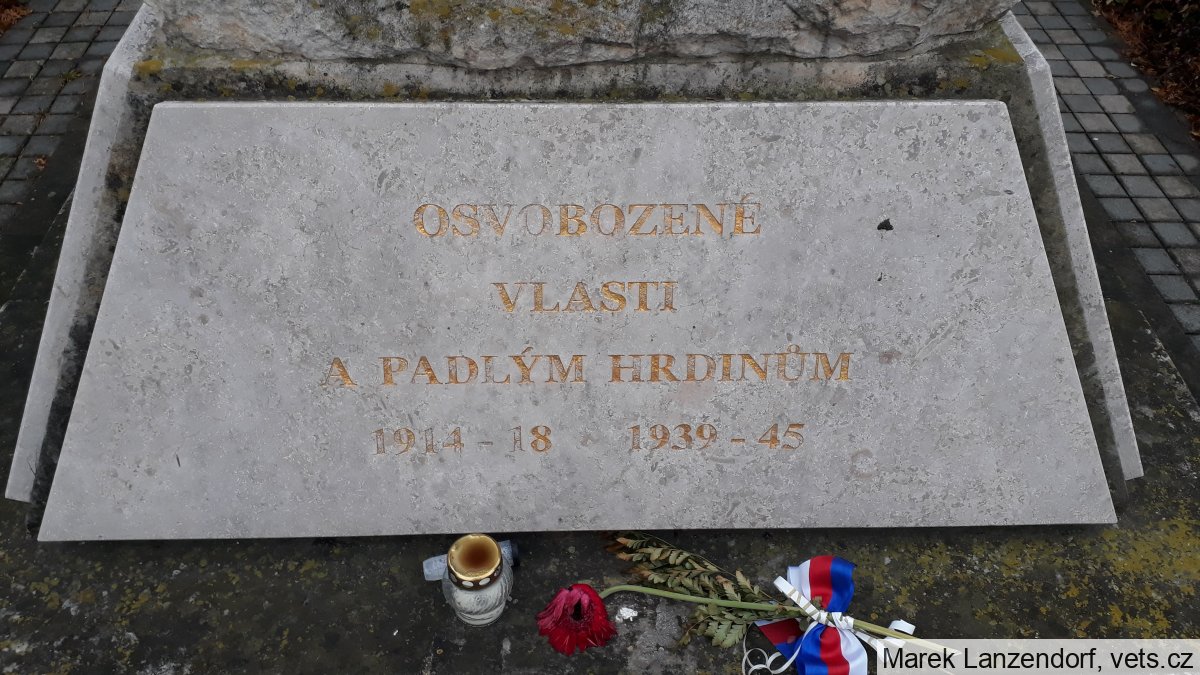 OSVOBOZENÉ
VLASTI
A PADLÝM HRDINŮM
1914 - 18 1939 - 45
Marek Lanzendorf, vets.cz